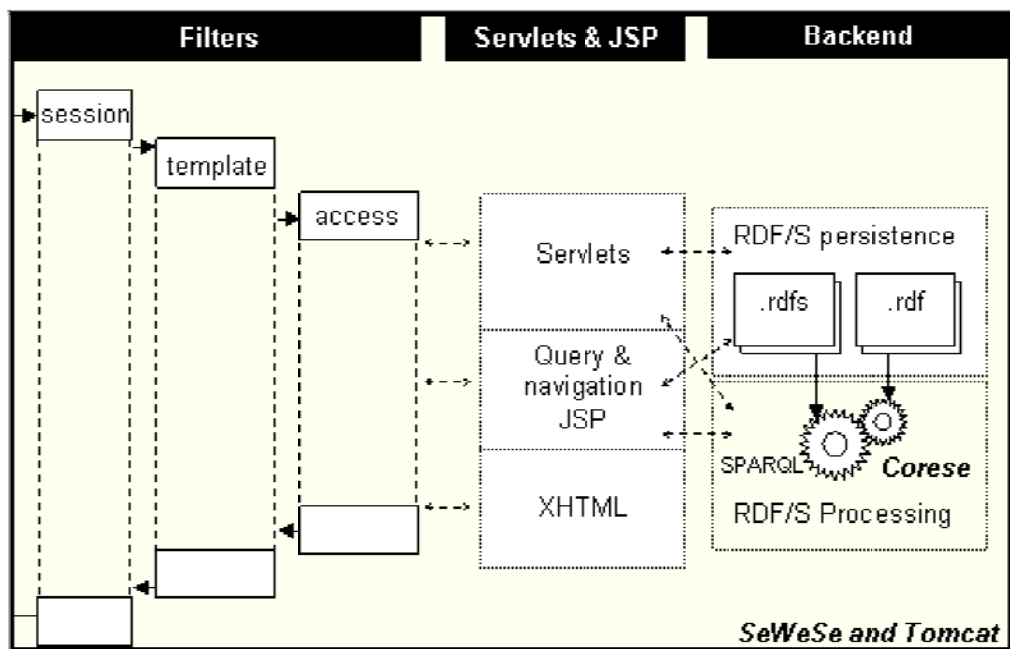 Filters
Servlets & JSP
Backend
session
template
access
Servlets
Query &
navigation
JSP
XHTML
RDF/S persistence
.rdfs
.rdf
SPARQL
Corese
RDF/S Processing
SeWeSe and Tomcat